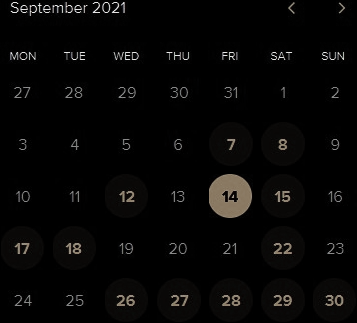 September 2021
MON TUE WED THU FRI SAT SUN
27 28 29 30 31 1 2
3 4 5 6 7 8 9
10 11 12 13 14 15 16
17 18 19 20 21 22 23
24 25 26 27 28 29 30